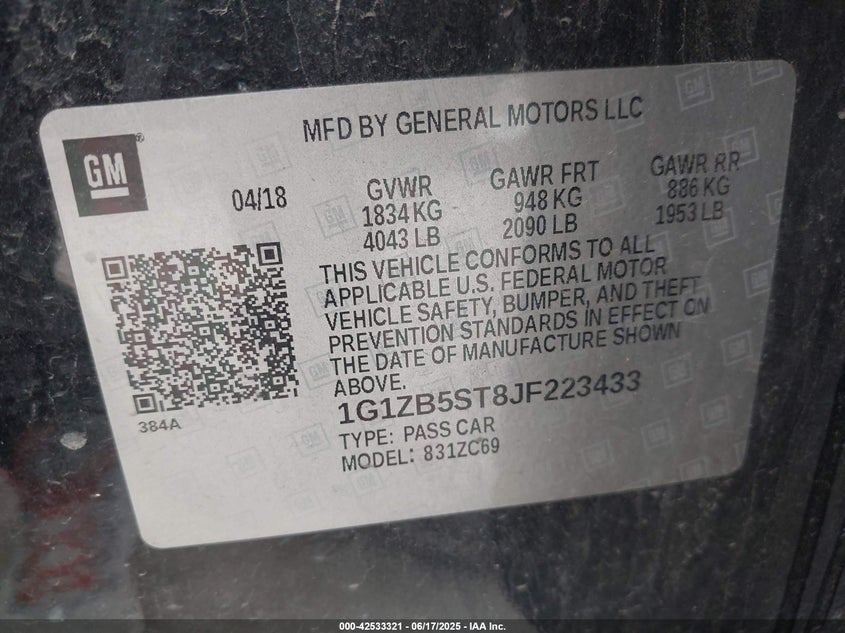 MFD BY GENERAL MOTORS LLC
GM
04/18
GVWR
1834 KG
4043 LB
GAWR FRT
948 KG
2090 LB
GAWR RR
886 KG
1953 LB
THIS VEHICLE CONFORMS TO ALL
APPLICABLE U.S. FEDERAL MOTOR
VEHICLE SAFETY, BUMPER, AND THEFT
PREVENTION STANDARDS IN EFFECT ON
THE DATE OF MANUFACTURE SHOWN
ABOVE.
384A
1G1ZB5ST8JF223433
TYPE: PASS CAR
MODEL: 831ZC69
000-42533321 / 06/17/2025 - IAA Inc.